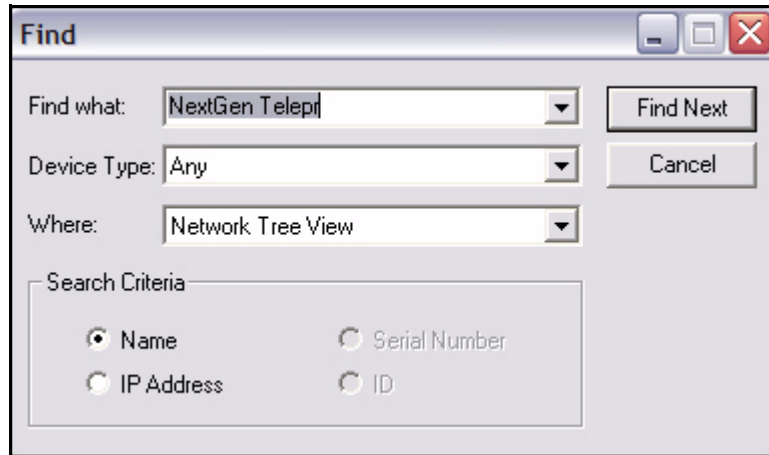 Find
Find what: NextGen Telepr Find Next
Device Type: Any Cancel
Where: Network Tree View
Search Criteria
Name Serial Number
IP Address ID